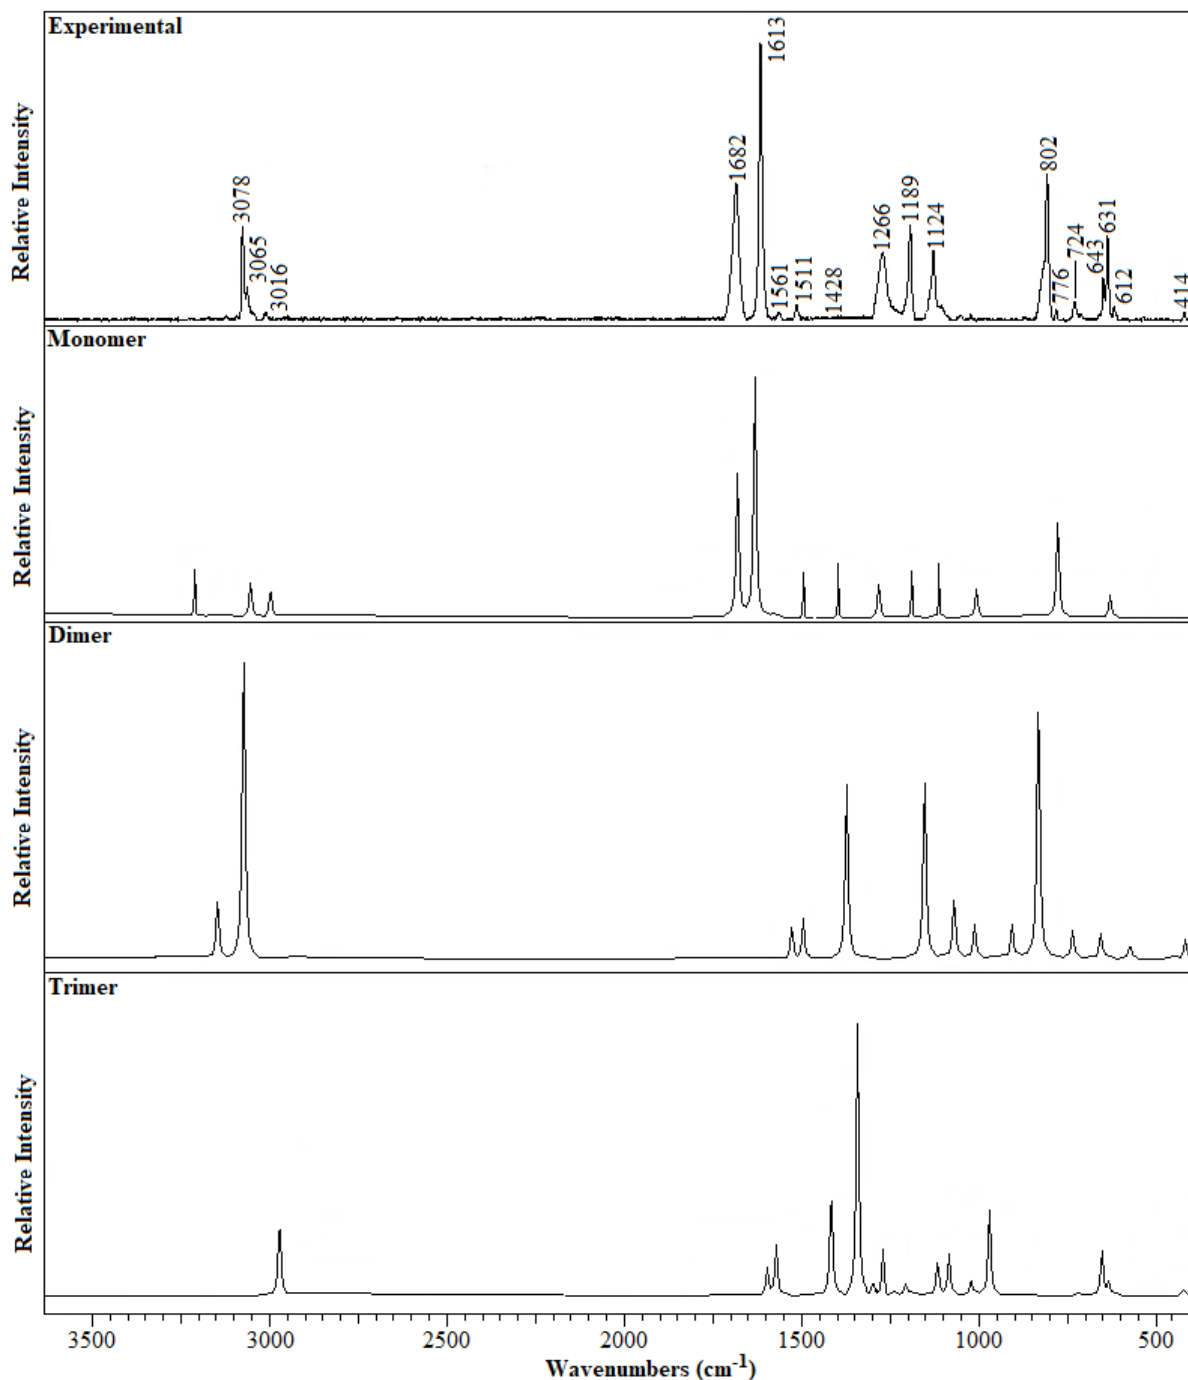 Experimental
Relative Intensity
3078
3065
3016
1682
1613
1561
1511
1428
1266
1189
1124
802
776
724
643
631
612
414
Monomer
Relative Intensity
Dimer
Relative Intensity
Trimer
Relative Intensity
3500 3000 2500 2000 1500 1000 500
Wavenumbers (cm⁻¹)